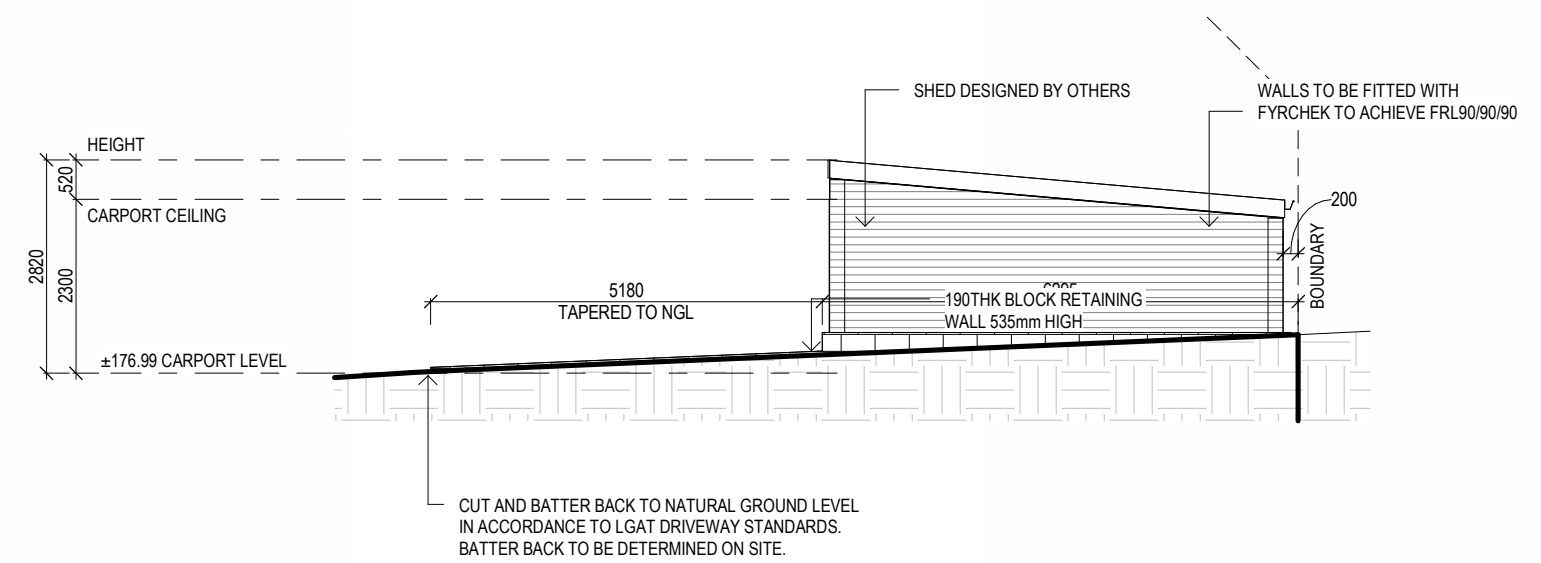 SHED DESIGNED BY OTHERS
WALLS TO BE FITTED WITH
FYRCHEK TO ACHIEVE FRL90/90/90
HEIGHT
520
CARPORT CEILING
200
BOUNDARY
2820
2300
5180
TAPERED TO NGL
190THK BLOCK RETAINING
WALL 535mm HIGH
±176.99 CARPORT LEVEL
CUT AND BATTER BACK TO NATURAL GROUND LEVEL
IN ACCORDANCE TO LGAT DRIVEWAY STANDARDS.
BATTER BACK TO BE DETERMINED ON SITE.